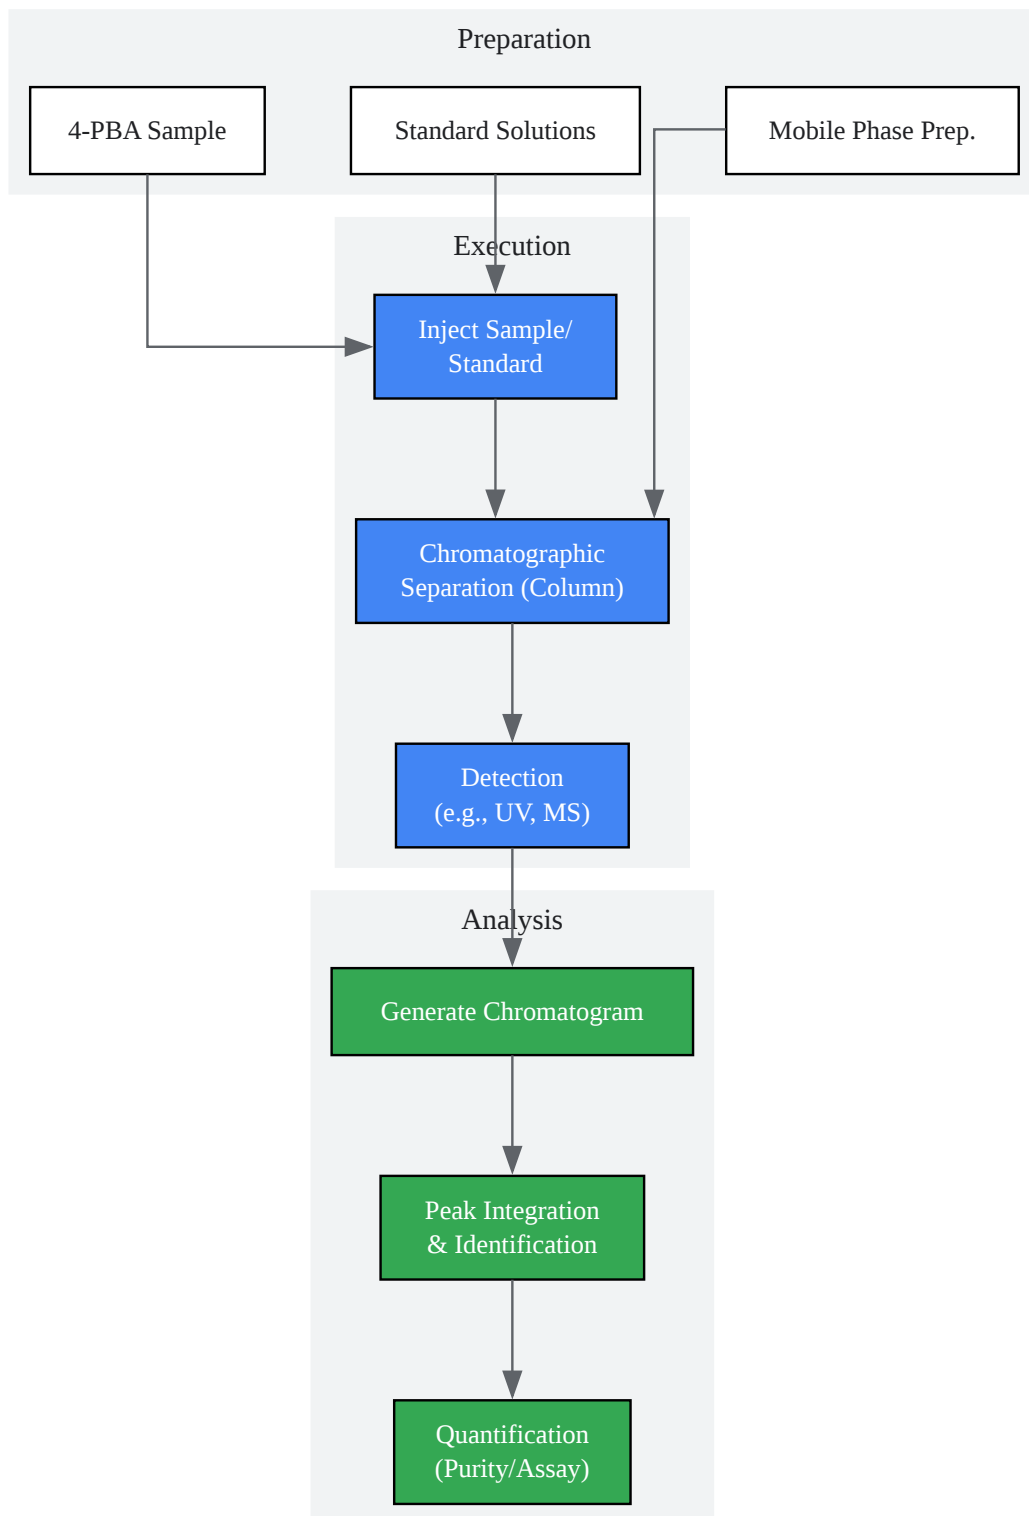 Preparation
4-PBA Sample
Standard Solutions
Mobile Phase Prep.
Execution
Inject Sample/
Standard
Chromatographic
Separation (Column)
Detection
(e.g., UV, MS)
Analysis
Generate Chromatogram
Peak Integration
& Identification
Quantification
(Purity/Assay)